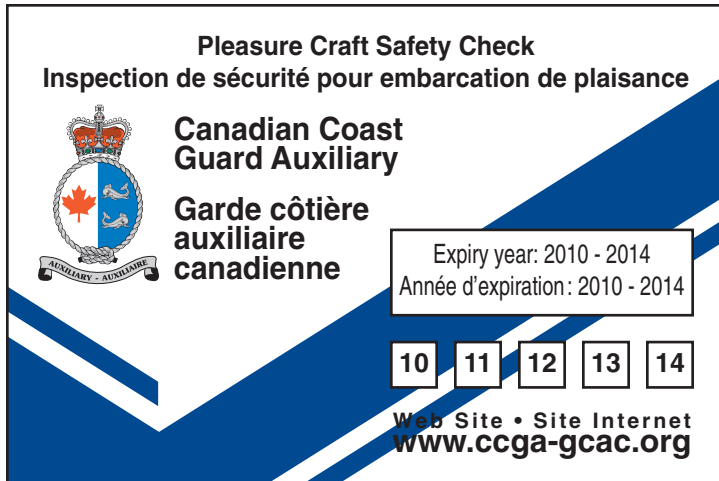 Pleasure Craft Safety Check
Inspection de sécurité pour embarcation de plaisance
Canadian Coast
Guard Auxiliary
Garde côtière
auxiliaire
canadienne
AUXILIARY - AUXILIAIRE
Expiry year: 2010 - 2014
Année d'expiration : 2010 - 2014
10 11 12 13 14
Web Site • Site Internet
www.ccga-gcac.org